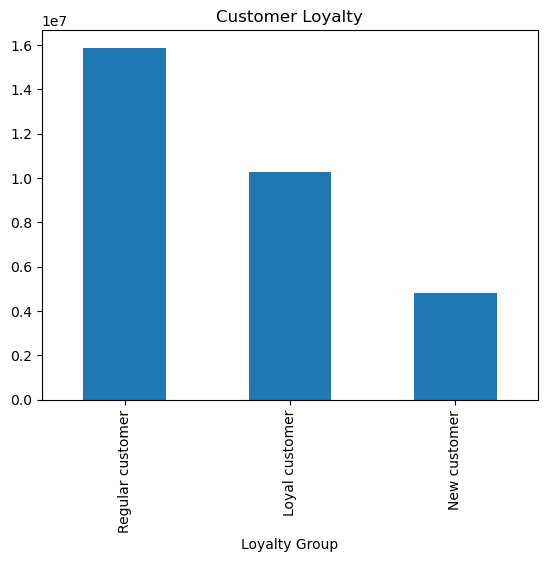 Customer Loyalty
1e7
1.6
1.4
1.2
1.0
0.8
0.6
0.4
0.2
0.0
Regular customer
Loyal customer
New customer
Loyalty Group